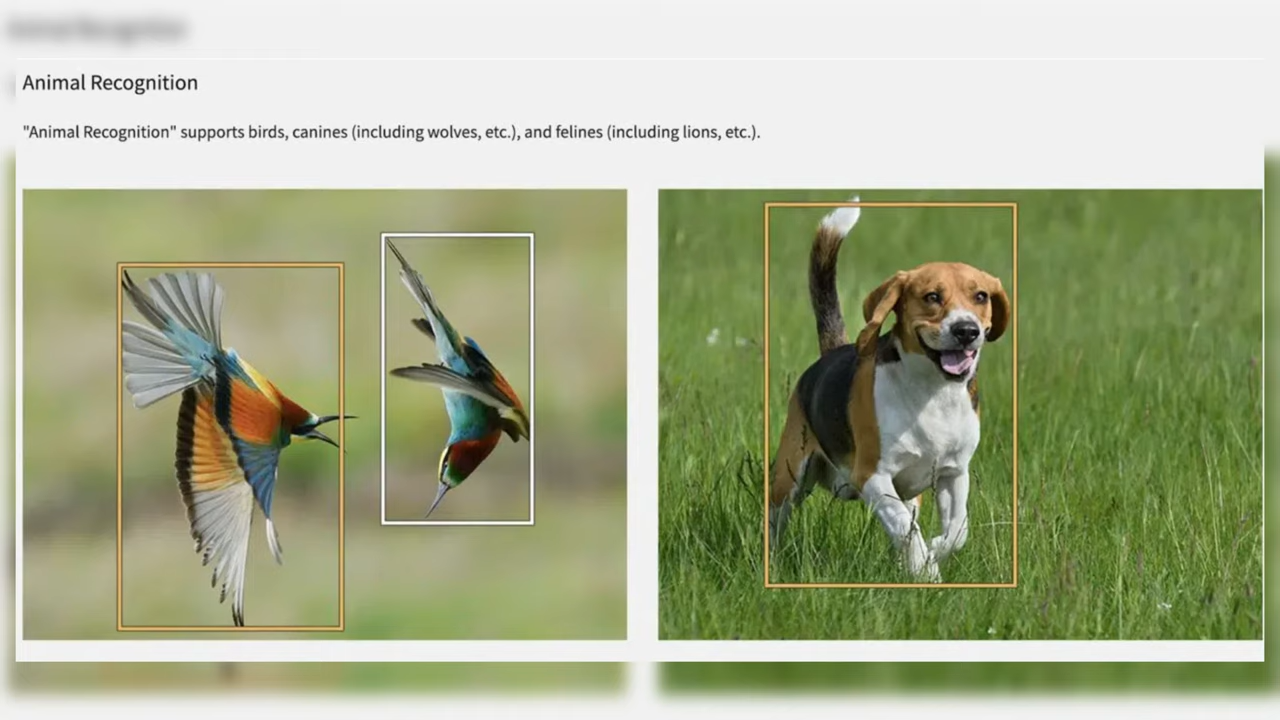 Animal Recognition
"Animal Recognition" supports birds, canines (including wolves, etc.), and felines (including lions, etc.).